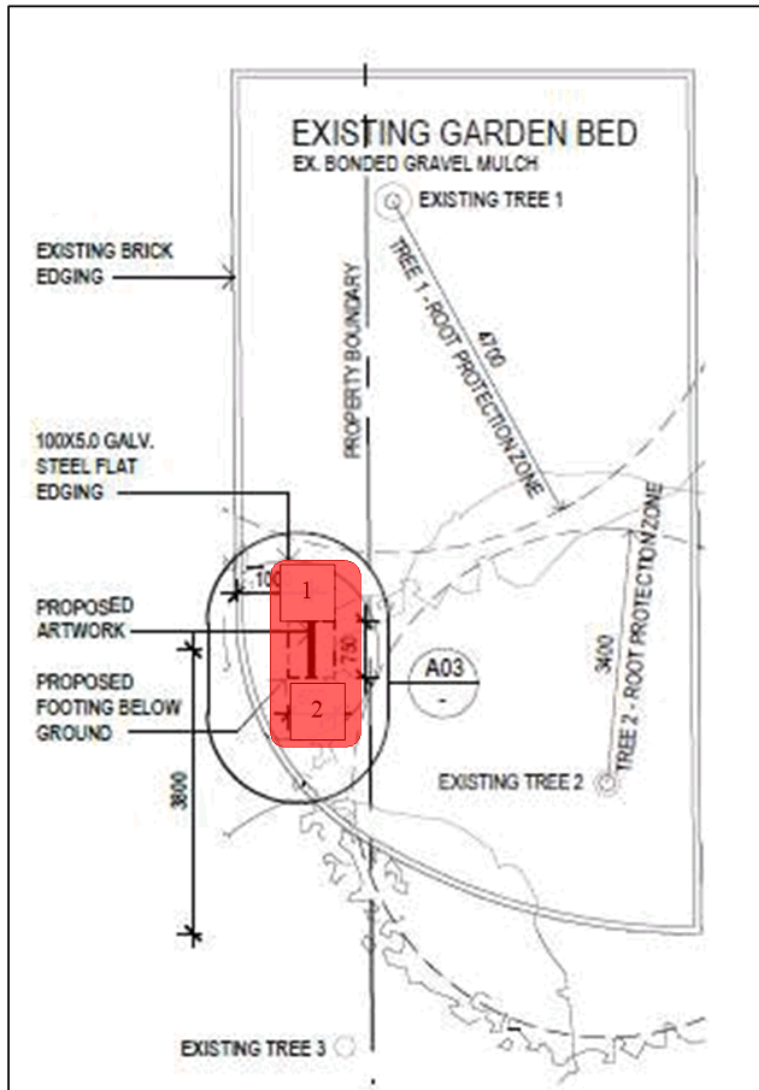 EXISTING GARDEN BED
EX. BONDED GRAVEL MULCH
EXISTING TREE 1
EXISTING BRICK
EDGING
TREE 1 - ROOT PROTECTION ZONE
4700
PROPERTY BOUNDARY
100X5.0 GALV.
STEEL FLAT
EDGING
1
PROPOSED
ARTWORK
750
A03
-
PROPOSED
FOOTING BELOW
GROUND
2
3400
TREE 2 - ROOT PROTECTION ZONE
EXISTING TREE 2
3800
EXISTING TREE 3